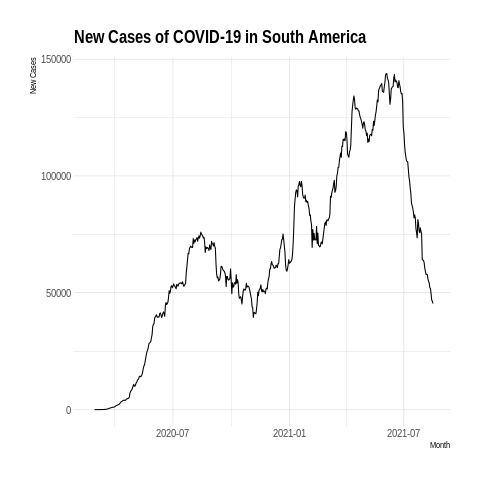 New Cases of COVID-19 in South America
New Cases
150000
100000
50000
0
2020-07
2021-01
2021-07
Month